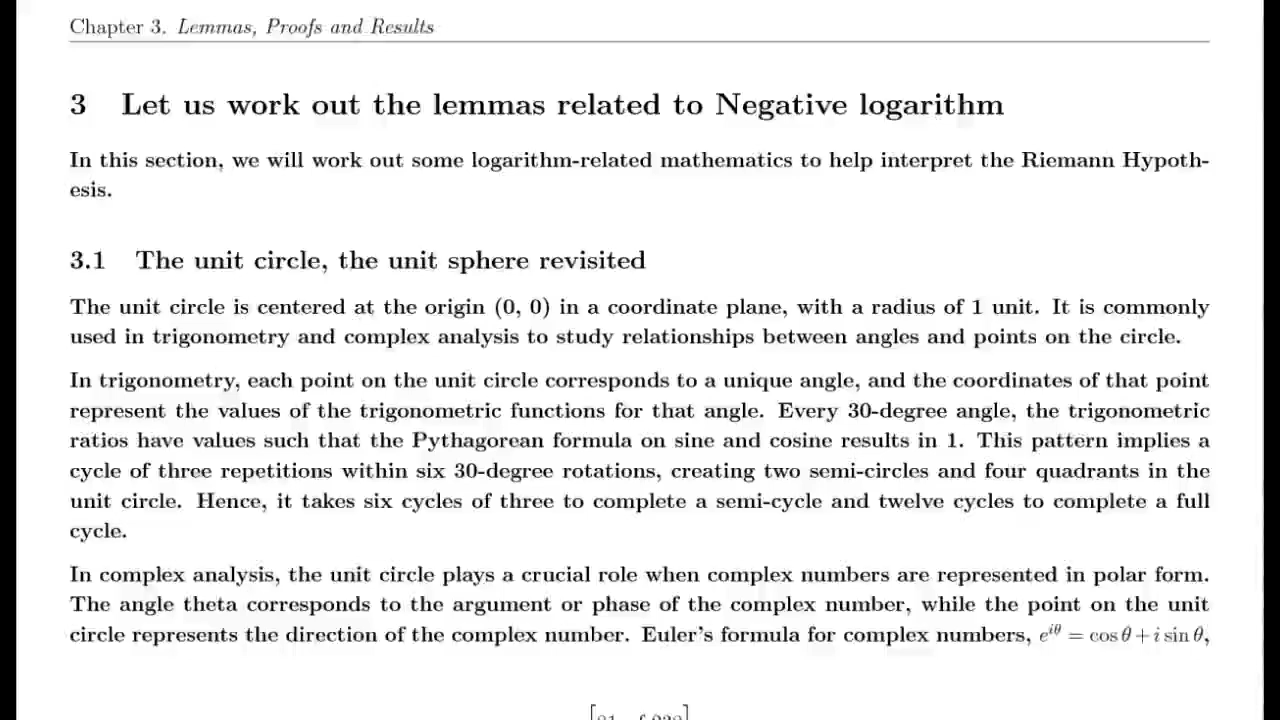 Chapter 3. Lemmas, Proofs and Results
3 Let us work out the lemmas related to Negative logarithm
In this section, we will work out some logarithm-related mathematics to help interpret the Riemann Hypoth-
esis.
3.1 The unit circle, the unit sphere revisited
The unit circle is centered at the origin (0, 0) in a coordinate plane, with a radius of 1 unit. It is commonly
used in trigonometry and complex analysis to study relationships between angles and points on the circle.
In trigonometry, each point on the unit circle corresponds to a unique angle, and the coordinates of that point
represent the values of the trigonometric functions for that angle. Every 30-degree angle, the trigonometric
ratios have values such that the Pythagorean formula on sine and cosine results in 1. This pattern implies a
cycle of three repetitions within six 30-degree rotations, creating two semi-circles and four quadrants in the
unit circle. Hence, it takes six cycles of three to complete a semi-cycle and twelve cycles to complete a full
cycle.
In complex analysis, the unit circle plays a crucial role when complex numbers are represented in polar form.
The angle theta corresponds to the argument or phase of the complex number, while the point on the unit
circle represents the direction of the complex number. Euler's formula for complex numbers, e^{iθ} = cos θ + i sin θ,